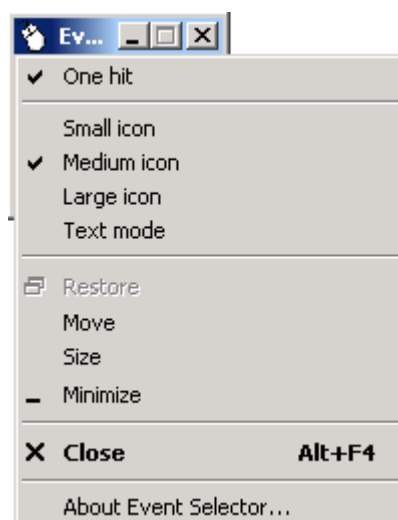 Ev...
One hit
Small icon
Medium icon
Large icon
Text mode
Restore
Move
Size
Minimize
Close Alt+F4
About Event Selector...